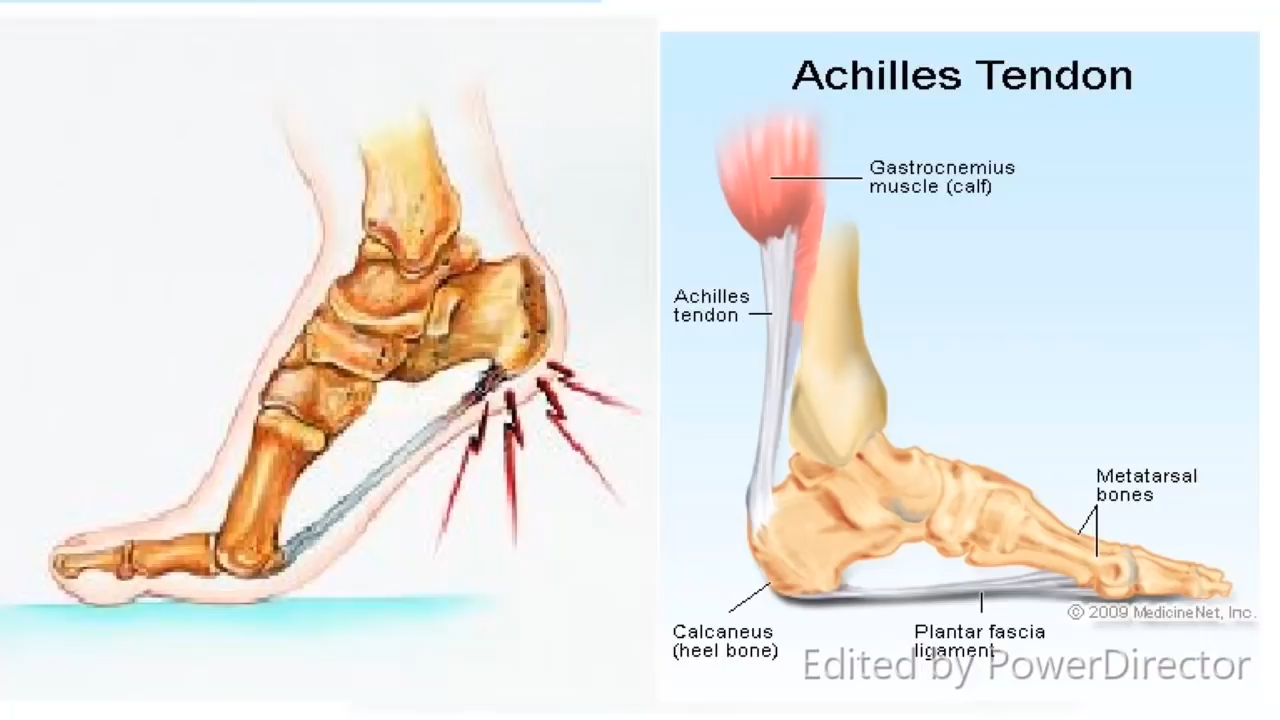 Achilles Tendon
Gastrocnemius
muscle (calf)
Achilles
tendon
Metatarsal
bones
© 2009 MedicineNet, Inc.
Calcaneus
(heel bone)
Plantar fascia
ligament
Edited by PowerDirector